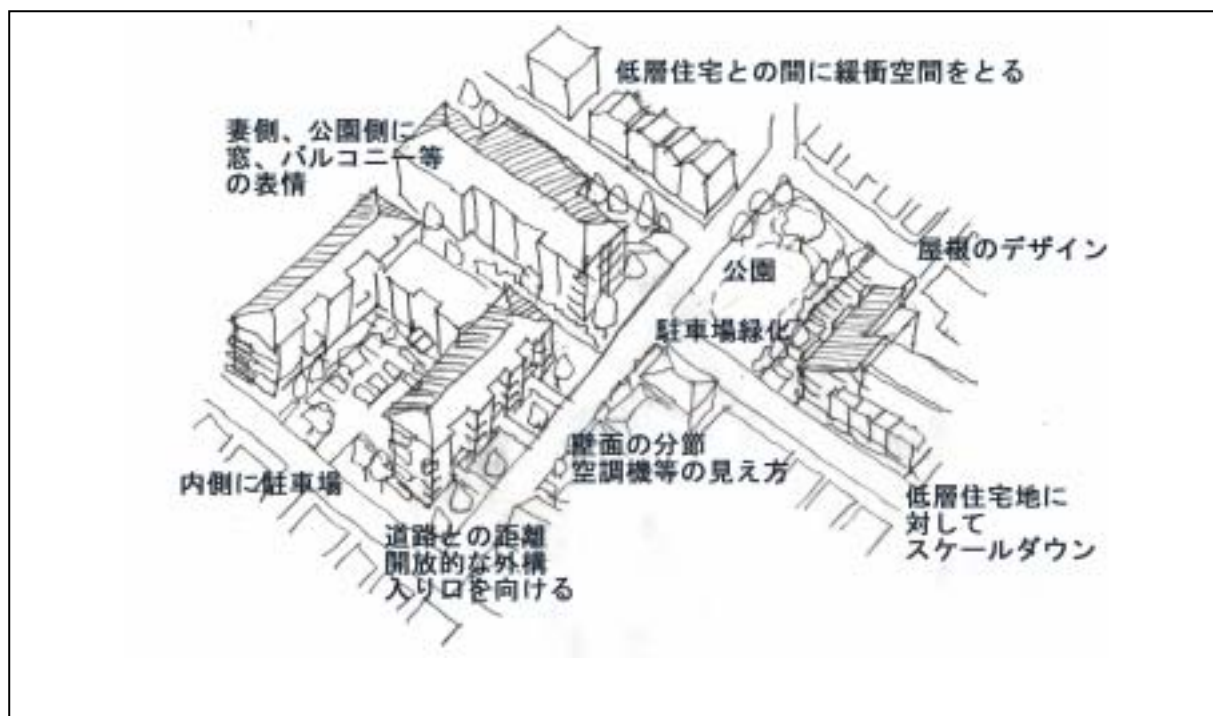 低層住宅との間に緩衝空間をとる
妻側、公園側に
窓、バルコニー等
の表情
屋根のデザイン
公園
駐車場緑化
壁面の分節
空調機等の見え方
内側に駐車場
低層住宅地に
対して
スケールダウン
道路との距離
開放的な外構
入り口を向ける